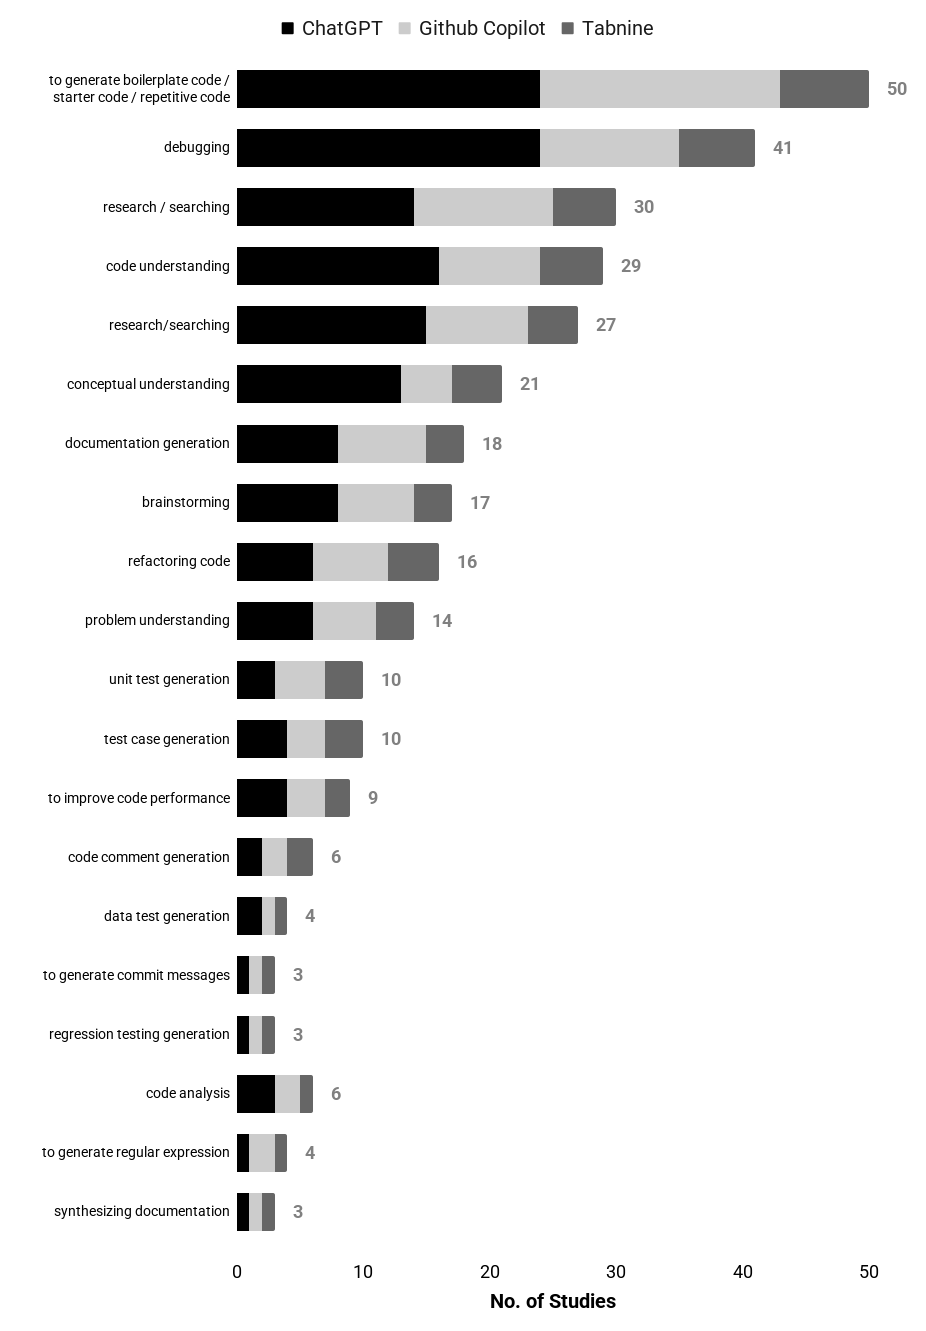 ChatGPT Github Copilot Tabnine
to generate boilerplate code /
starter code / repetitive code
50
debugging 41
research / searching 30
code understanding 29
research/searching 27
conceptual understanding 21
documentation generation 18
brainstorming 17
refactoring code 16
problem understanding 14
unit test generation 10
test case generation 10
to improve code performance 9
code comment generation 6
data test generation 4
to generate commit messages 3
regression testing generation 3
code analysis 6
to generate regular expression 4
synthesizing documentation 3
0 10 20 30 40 50
No. of Studies